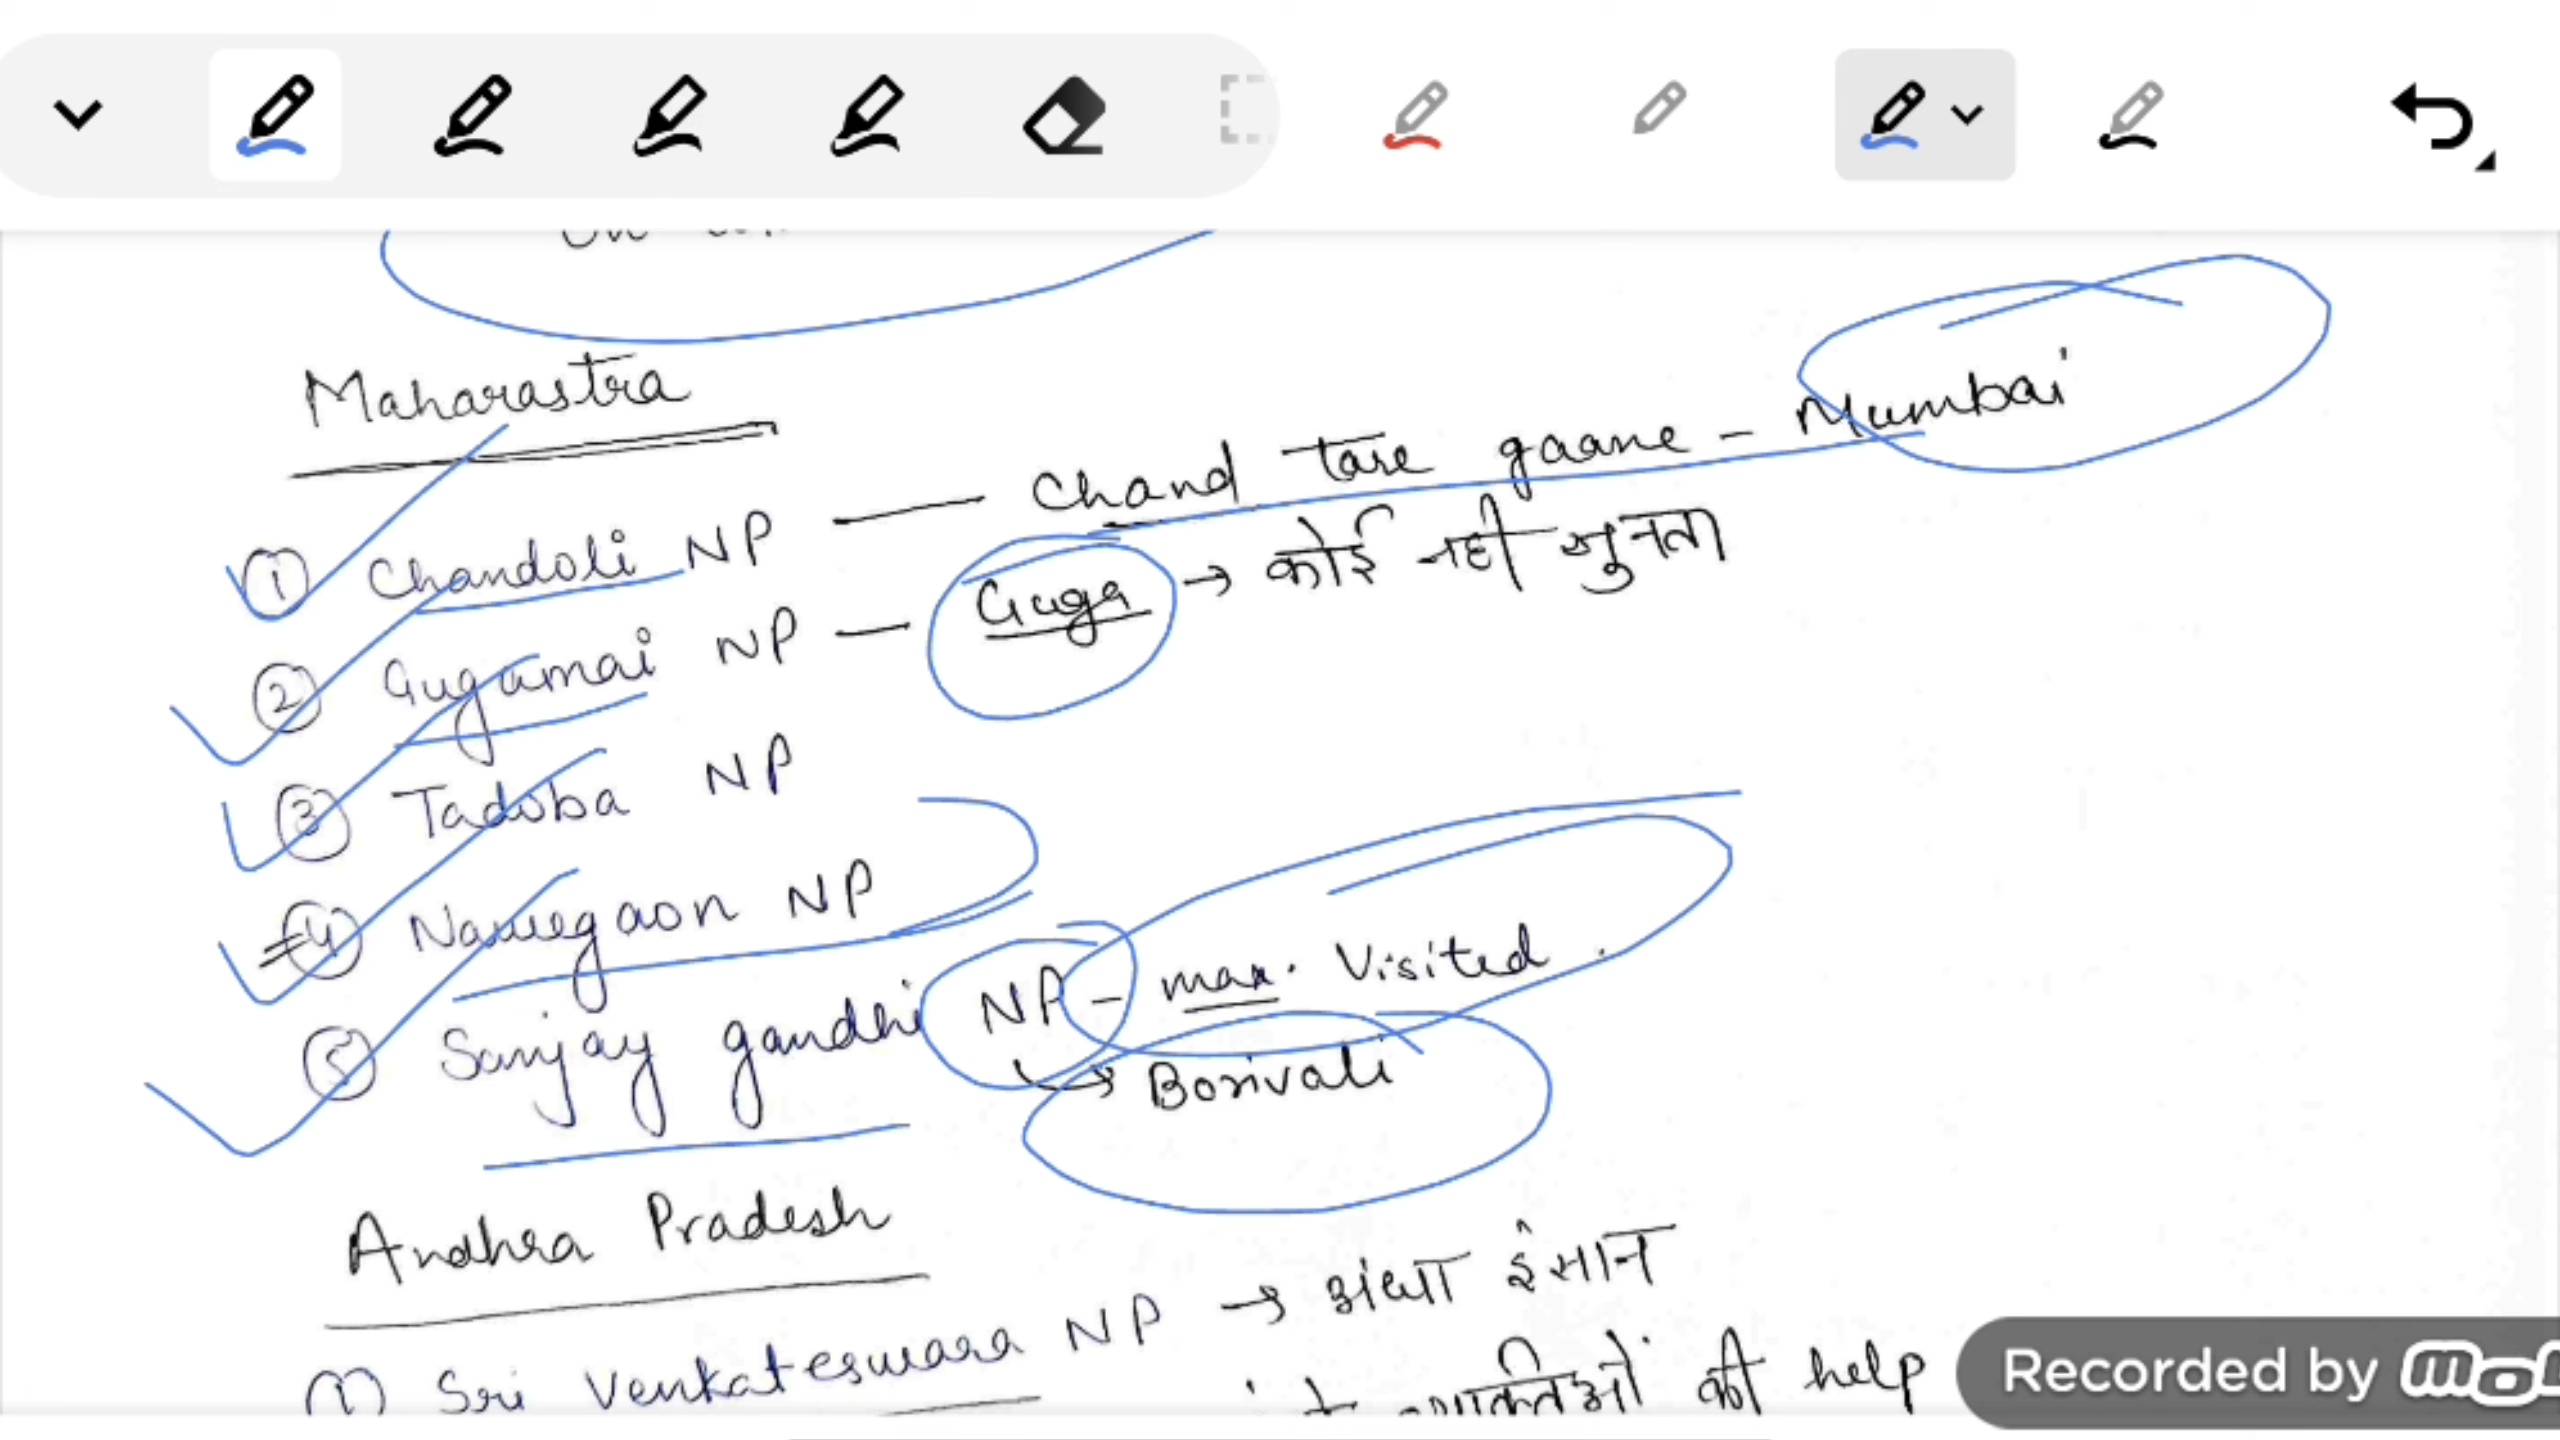 Maharastra
① Chandoli NP — Chand tare gaane - Mumbai
② Gugamai NP — Guga → कोई नही सुनता
③ Tadoba NP
④ Nawegaon NP
⑤ Sanjay gandhi NP - max. Visited.
↳ Borivali
Andhra Pradesh
① Sri Venkateswara NP → अंधा इंसान
की help
Recorded by